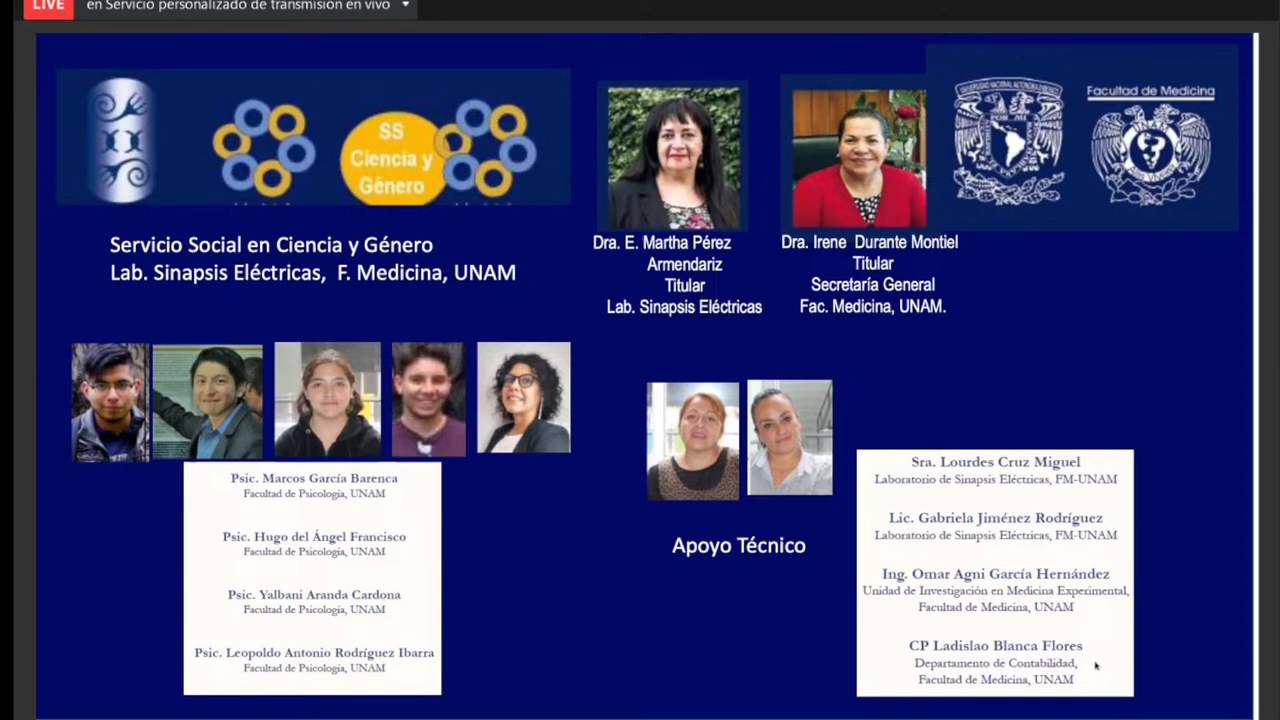 LIVE
en Servicio personalizado de transmisión en vivo
SS
Ciencia y
Género
Facultad de Medicina
Servicio Social en Ciencia y Género
Lab. Sinapsis Eléctricas, F. Medicina, UNAM
Dra. E. Martha Pérez
Armendariz
Titular
Lab. Sinapsis Eléctricas
Dra. Irene Durante Montiel
Titular
Secretaría General
Fac. Medicina, UNAM.
Psic. Marcos García Barenca
Facultad de Psicología, UNAM
Psic. Hugo del Ángel Francisco
Facultad de Psicología, UNAM
Psic. Yalbani Aranda Cardona
Facultad de Psicología, UNAM
Psic. Leopoldo Antonio Rodríguez Ibarra
Facultad de Psicología, UNAM
Apoyo Técnico
Sra. Lourdes Cruz Miguel
Laboratorio de Sinapsis Eléctricas, FM-UNAM
Lic. Gabriela Jiménez Rodríguez
Laboratorio de Sinapsis Eléctricas, FM-UNAM
Ing. Omar Agni García Hernández
Unidad de Investigación en Medicina Experimental,
Facultad de Medicina, UNAM
CP Ladislao Blanca Flores
Departamento de Contabilidad,
Facultad de Medicina, UNAM